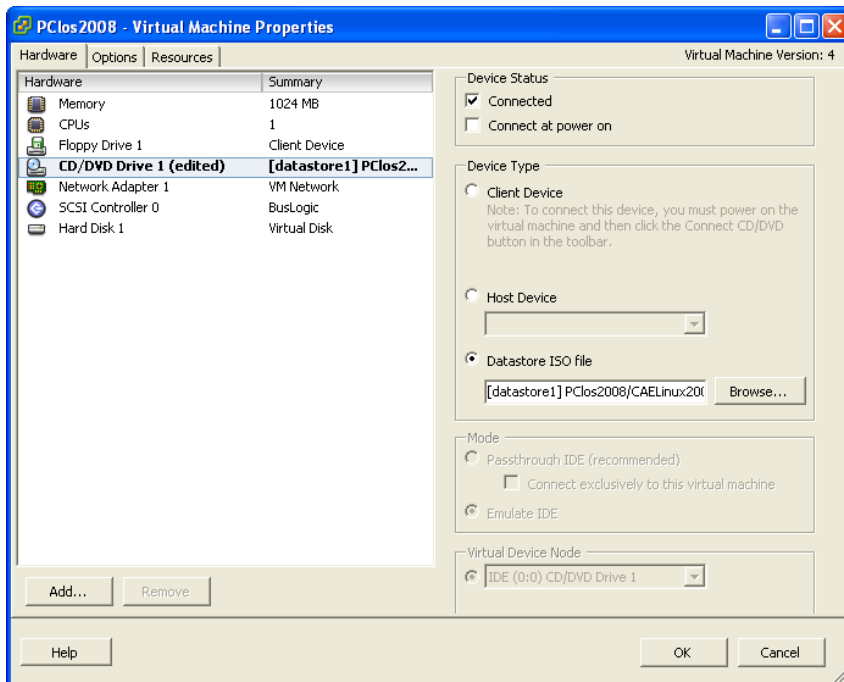 PClos2008 - Virtual Machine Properties
Hardware Options Resources Virtual Machine Version: 4
Hardware Summary
Memory 1024 MB
CPUs 1
Floppy Drive 1 Client Device
CD/DVD Drive 1 (edited) [datastore1] PClos2...
Network Adapter 1 VM Network
SCSI Controller 0 BusLogic
Hard Disk 1 Virtual Disk
Add... Remove
Device Status
Connected
Connect at power on
Device Type
Client Device
Note: To connect this device, you must power on the
virtual machine and then click the Connect CD/DVD
button in the toolbar.
Host Device
Datastore ISO file
[datastore1] PClos2008/CAELinux200 Browse...
Mode
Passthrough IDE (recommended)
Connect exclusively to this virtual machine
Emulate IDE
Virtual Device Node
IDE (0:0) CD/DVD Drive 1
Help OK Cancel